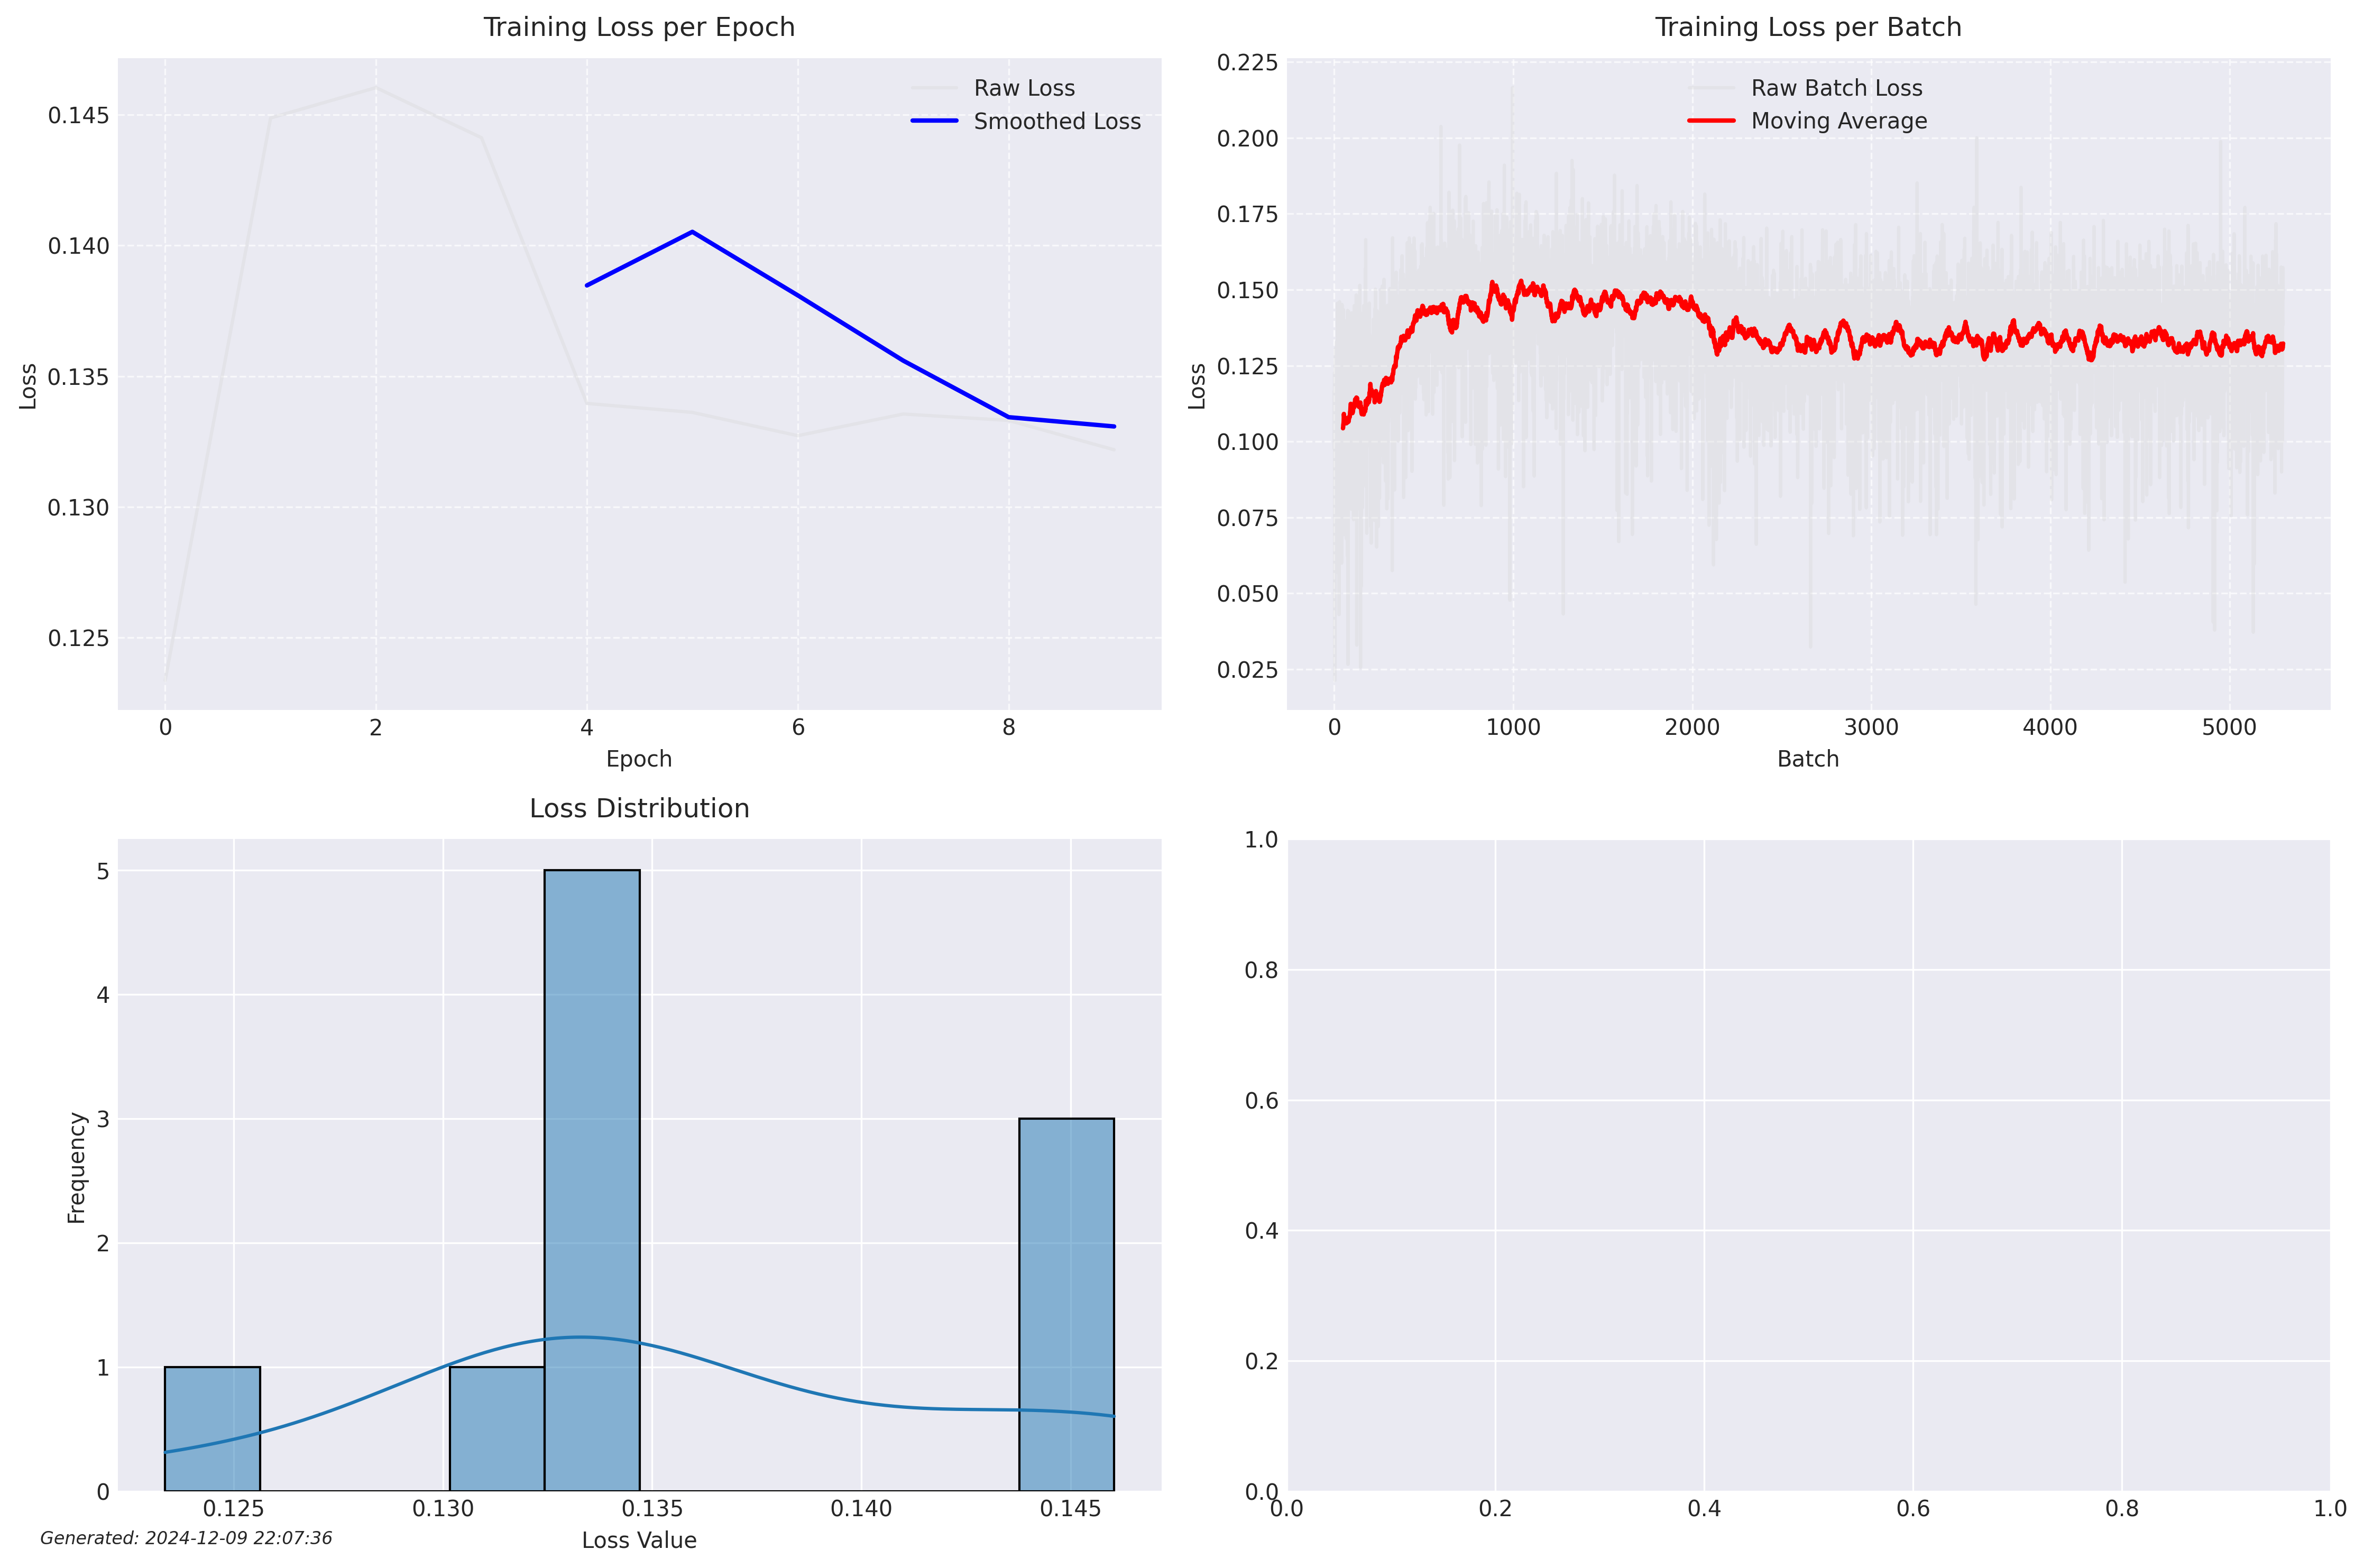 Training Loss per Epoch
Raw Loss
Smoothed Loss
0.145
0.140
0.135
0.130
0.125
Loss
0 2 4 6 8
Epoch
Training Loss per Batch
Raw Batch Loss
Moving Average
0.225
0.200
0.175
0.150
0.125
0.100
0.075
0.050
0.025
Loss
0 1000 2000 3000 4000 5000
Batch
Loss Distribution
5
4
3
2
1
0
Frequency
0.125 0.130 0.135 0.140 0.145
Loss Value
Generated: 2024-12-09 22:07:36
1.0
0.8
0.6
0.4
0.2
0.0
0.0 0.2 0.4 0.6 0.8 1.0